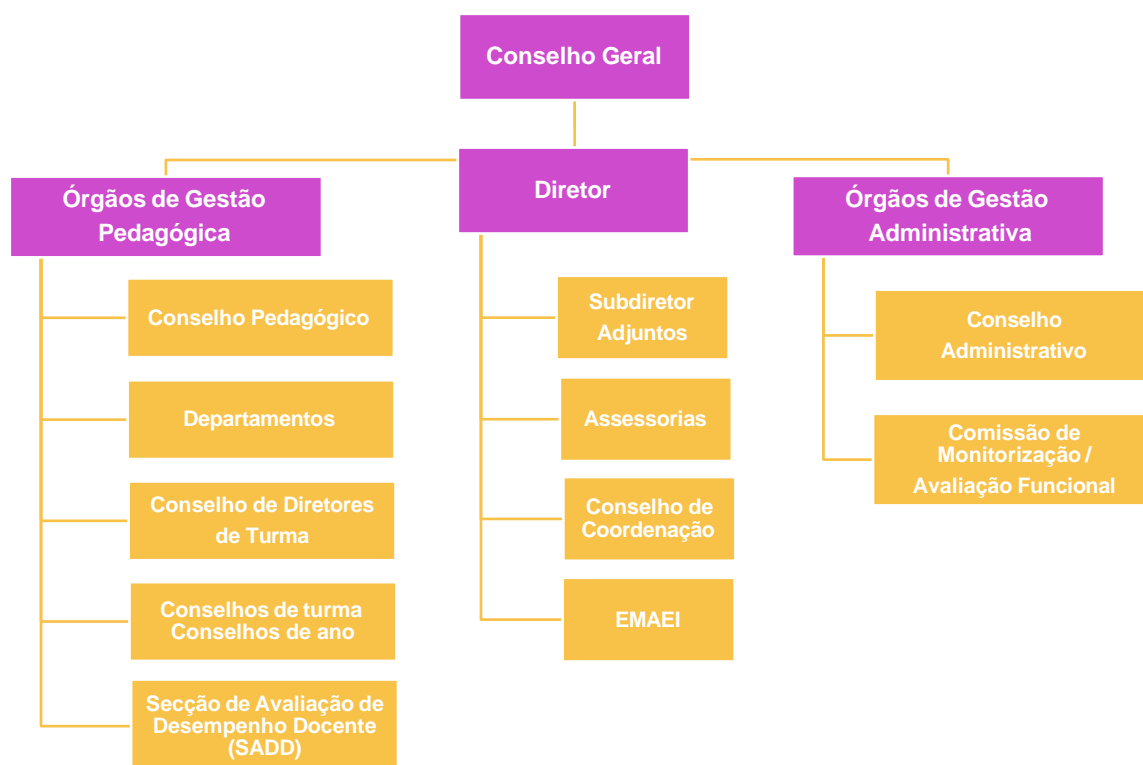 Conselho Geral
Diretor
Órgãos de Gestão
Pedagógica
Conselho Pedagógico
Departamentos
Conselho de Diretores
de Turma
Conselhos de turma
Conselhos de ano
Secção de Avaliação de
Desempenho Docente
(SADD)
Subdiretor
Adjuntos
Assessorias
Conselho de
Coordenação
EMAEI
Órgãos de Gestão
Administrativa
Conselho
Administrativo
Comissão de
Monitorização /
Avaliação Funcional